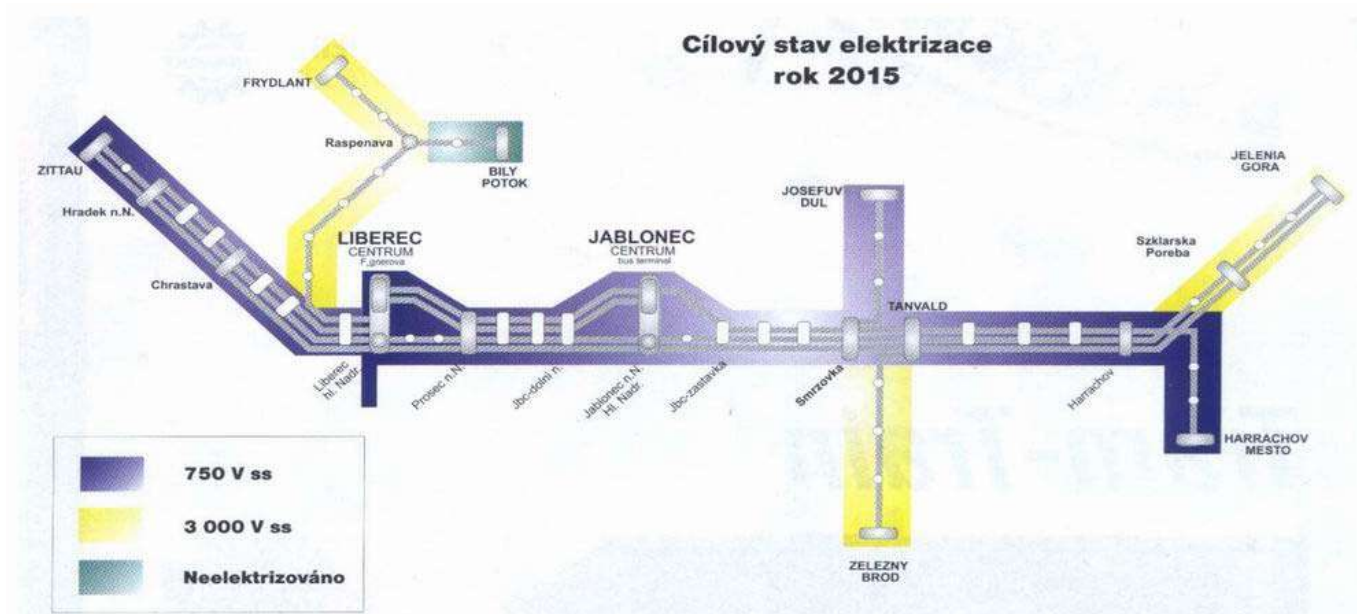 Cílový stav elektrizace
rok 2015
FRYDLANT
Raspenava
BILY
POTOK
ZITTAU
Hradek n.N.
Chrastava
LIBEREC
CENTRUM
JABLONEC
CENTRUM
bus terminal
JOSEFUV
DUL
JELENIA
GORA
Szklarska
Poreba
TANVALD
Liberec
hl. Nadr.
Prosec n.N.
Jbc-dolni n.
Jablonec n.N.
Hl. Nadr.
Jbc-zastavka
Smrzovka
Harrachov
HARRACHOV
MESTO
ZELEZNY
BROD
750 V ss
3 000 V ss
Neelektrizováno